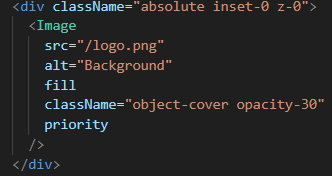 <div className="absolute inset-0 z-0">
<Image
src="/logo.png"
alt="Background"
fill
className="object-cover opacity-30"
priority
/>
</div>